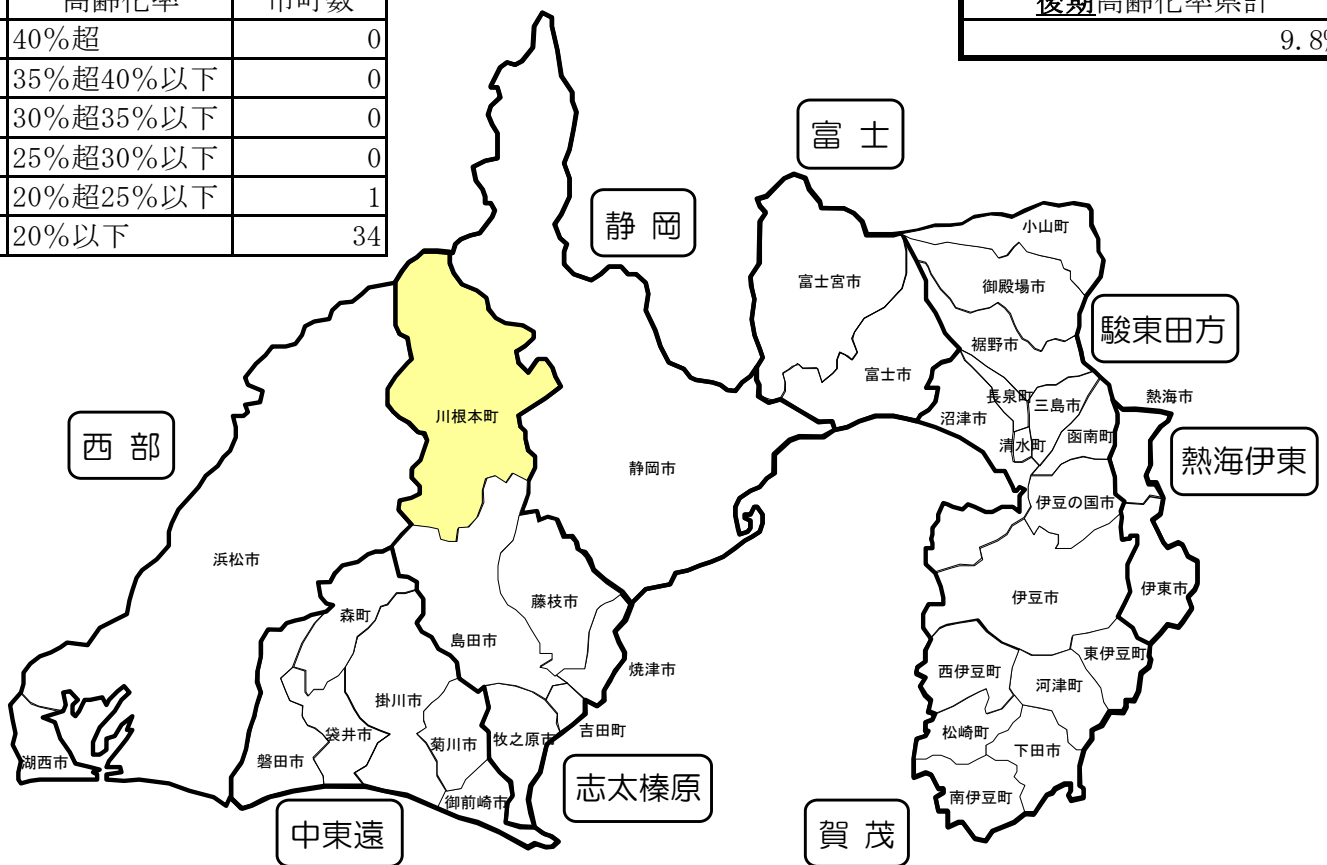 高齢化率 市町数
40%超 0
35%超40%以下 0
30%超35%以下 0
25%超30%以下 0
20%超25%以下 1
20%以下 34
後期高齢化率県計
9.8%
富士
静岡
小山町
富士宮市
御殿場市
駿東田方
裾野市
富士市
長泉町
三島市
熱海市
沼津市
川根本町
清水町
函南町
西部
熱海伊東
静岡市
伊豆の国市
浜松市
伊豆市
伊東市
藤枝市
森町
島田市
東伊豆町
焼津市
西伊豆町
河津町
掛川市
吉田町
袋井市
菊川市
牧之原市
松崎町
下田市
磐田市
湖西市
志太榛原
南伊豆町
御前崎市
中東遠
賀茂